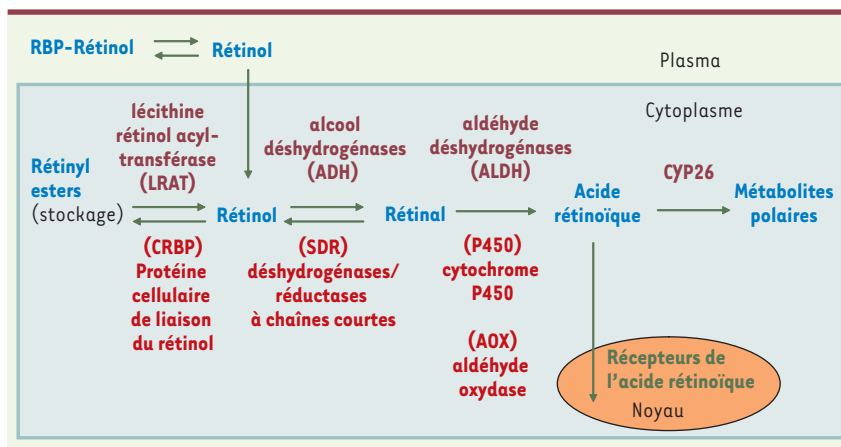 RBP-Rétinol
Rétinol
Plasma
Cytoplasme
lécithine
rétinol acyl-
transférase
(LRAT)
alcool
déshydrogénases
(ADH)
aldéhyde
déshydrogénases
(ALDH)
CYP26
Rétinyl
esters
(stockage)
Rétinol
Rétinal
Acide
rétinoïque
Métabolites
polaires
(CRBP)
Protéine
cellulaire
de liaison
du rétinol
(SDR)
déshydrogénases/
réductases
à chaînes courtes
(P450)
cytochrome
P450
(AOX)
aldéhyde
oxydase
Récepteurs de
l'acide rétinoïque
Noyau